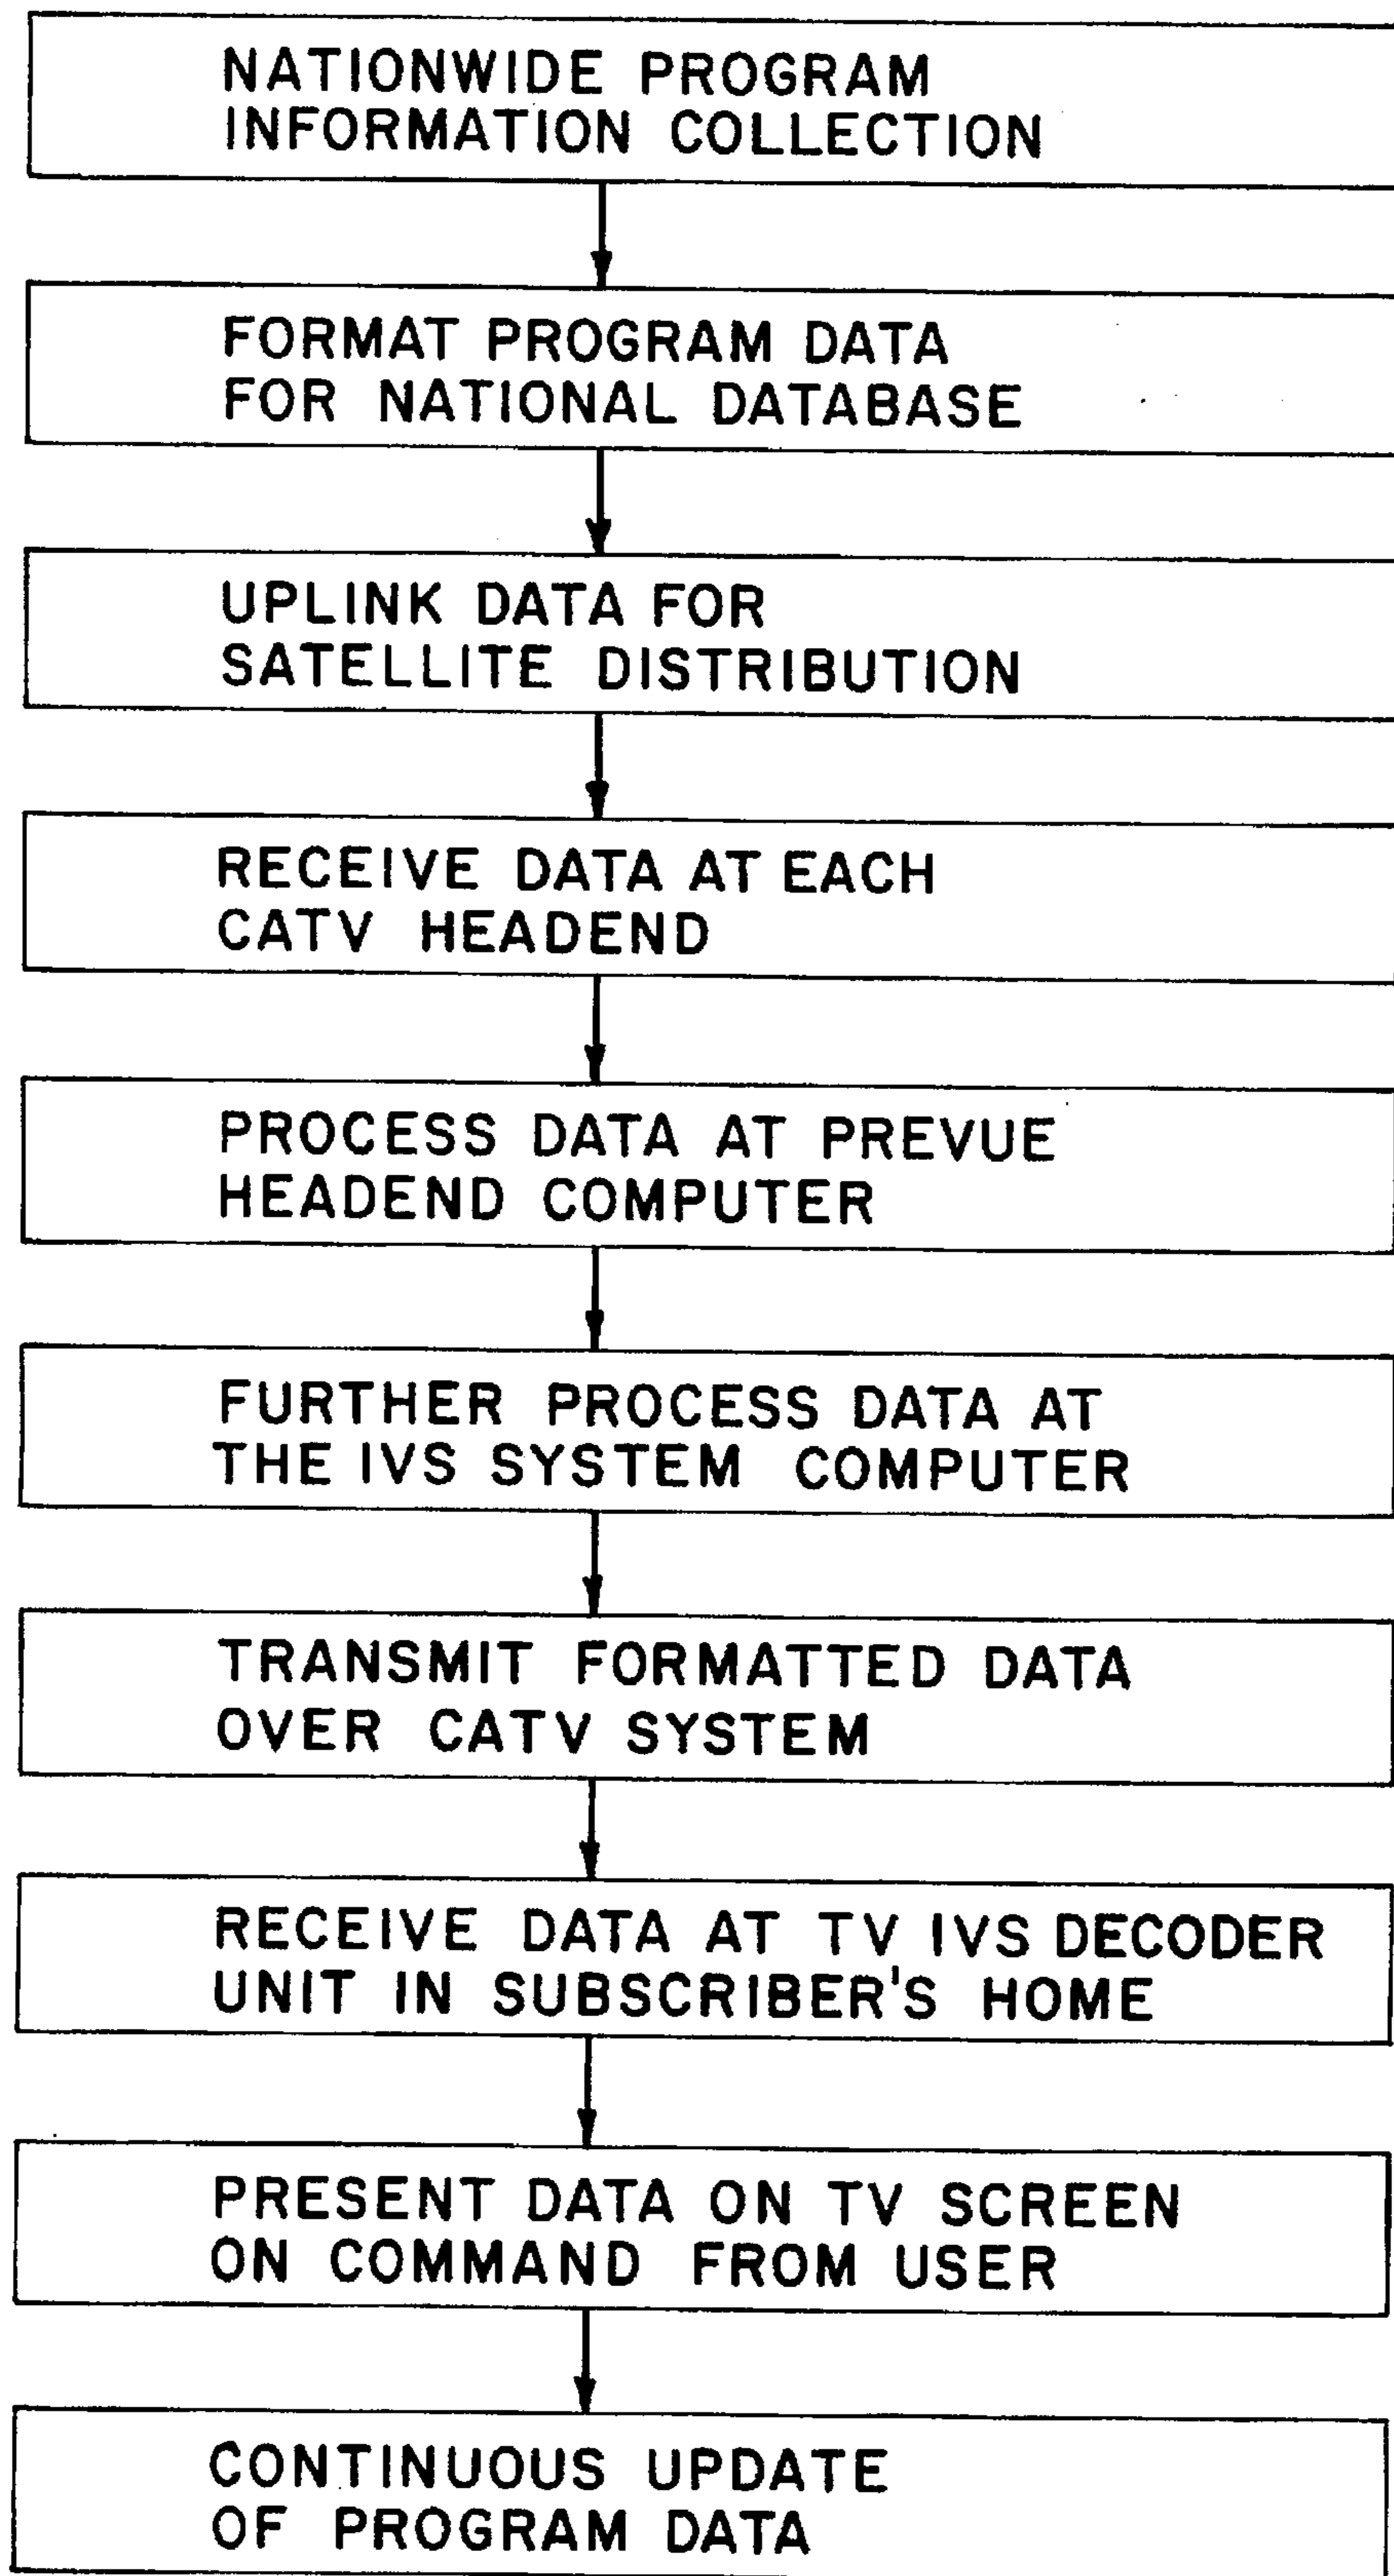 NATIONWIDE PROGRAM
INFORMATION COLLECTION
FORMAT PROGRAM DATA
FOR NATIONAL DATABASE
UPLINK DATA FOR
SATELLITE DISTRIBUTION
RECEIVE DATA AT EACH
CATV HEADEND
PROCESS DATA AT PREVUE
HEADEND COMPUTER
FURTHER PROCESS DATA AT
THE IVS SYSTEM COMPUTER
TRANSMIT FORMATTED DATA
OVER CATV SYSTEM
RECEIVE DATA AT TV IVS DECODER
UNIT IN SUBSCRIBER'S HOME
PRESENT DATA ON TV SCREEN
ON COMMAND FROM USER
CONTINUOUS UPDATE
OF PROGRAM DATA